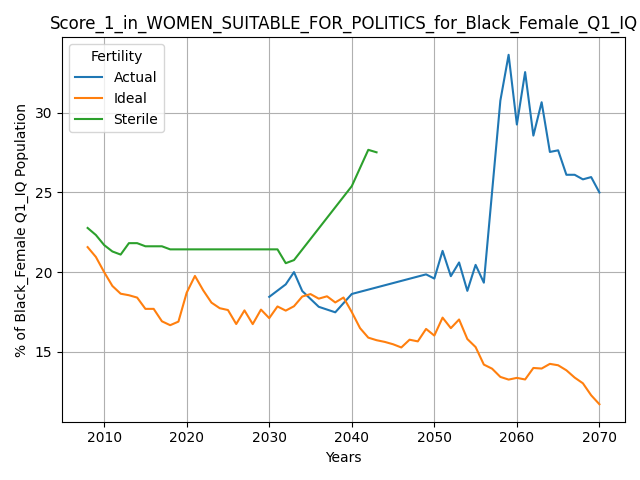 Score_1_in_WOMEN_SUITABLE_FOR_POLITICS_for_Black_Female_Q1_IQ
Fertility
Actual
Ideal
Sterile
% of Black_Female Q1_IQ Population
30
25
20
15
2010 2020 2030 2040 2050 2060 2070
Years